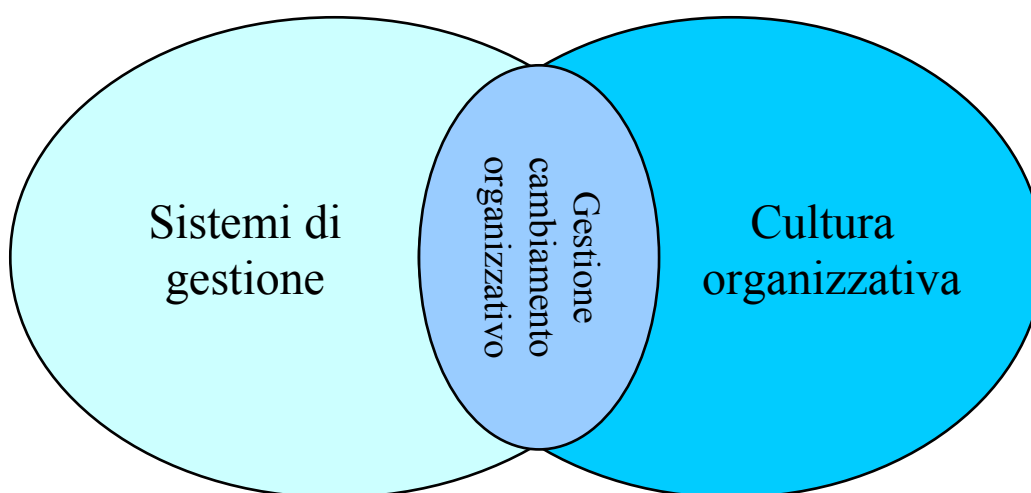 Sistemi di
gestione
Gestione
cambiamento
organizzativo
Cultura
organizzativa